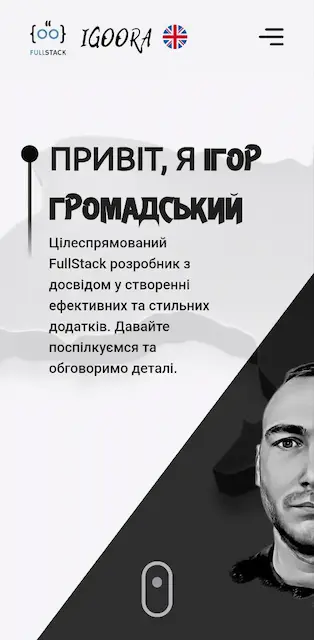 {oo}
FULLSTACK
IGOORA
ПРИВІТ, Я ІГОР
ГРОМАДСЬКИЙ
Цілеспрямований
FullStack розробник з
досвідом у створенні
ефективних та стильних
додатків. Давайте
поспілкуємся та
обговоримо деталі.